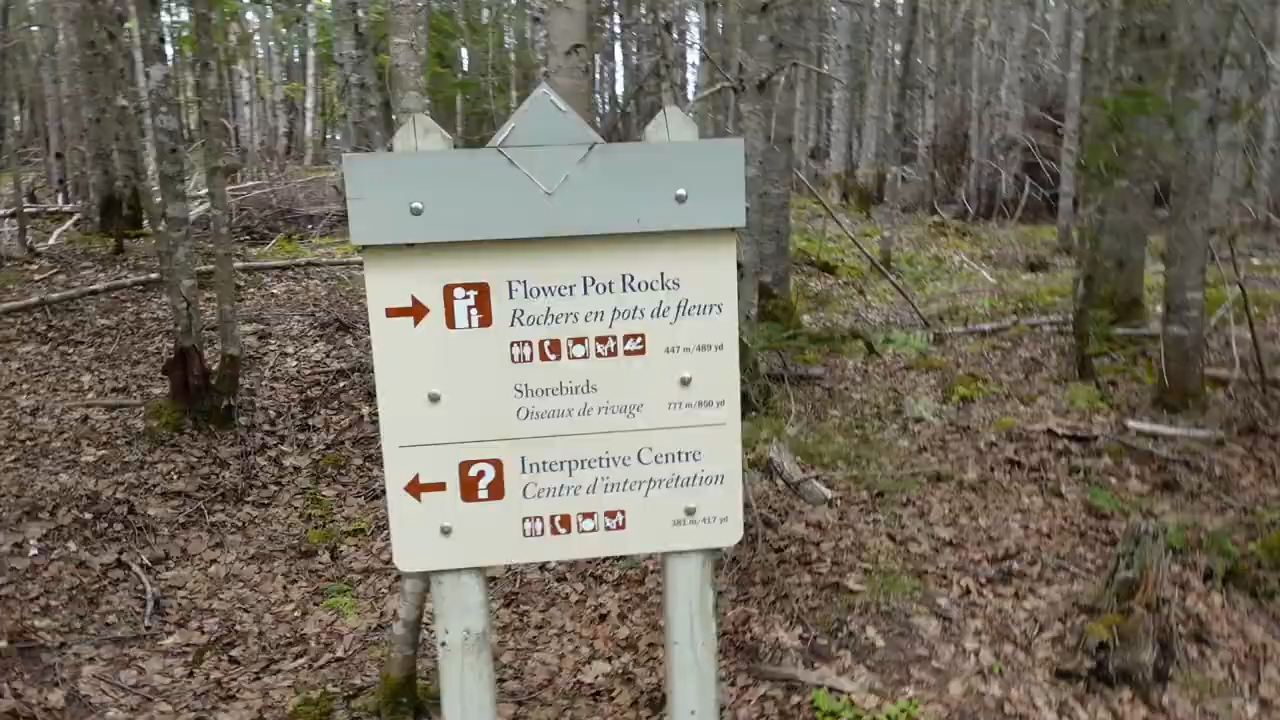 Flower Pot Rocks
Rochers en pots de fleurs
447 m/489 yd
Shorebirds
Oiseaux de rivage
777 m/850 yd
?
Interpretive Centre
Centre d'interprétation
381 m/417 yd